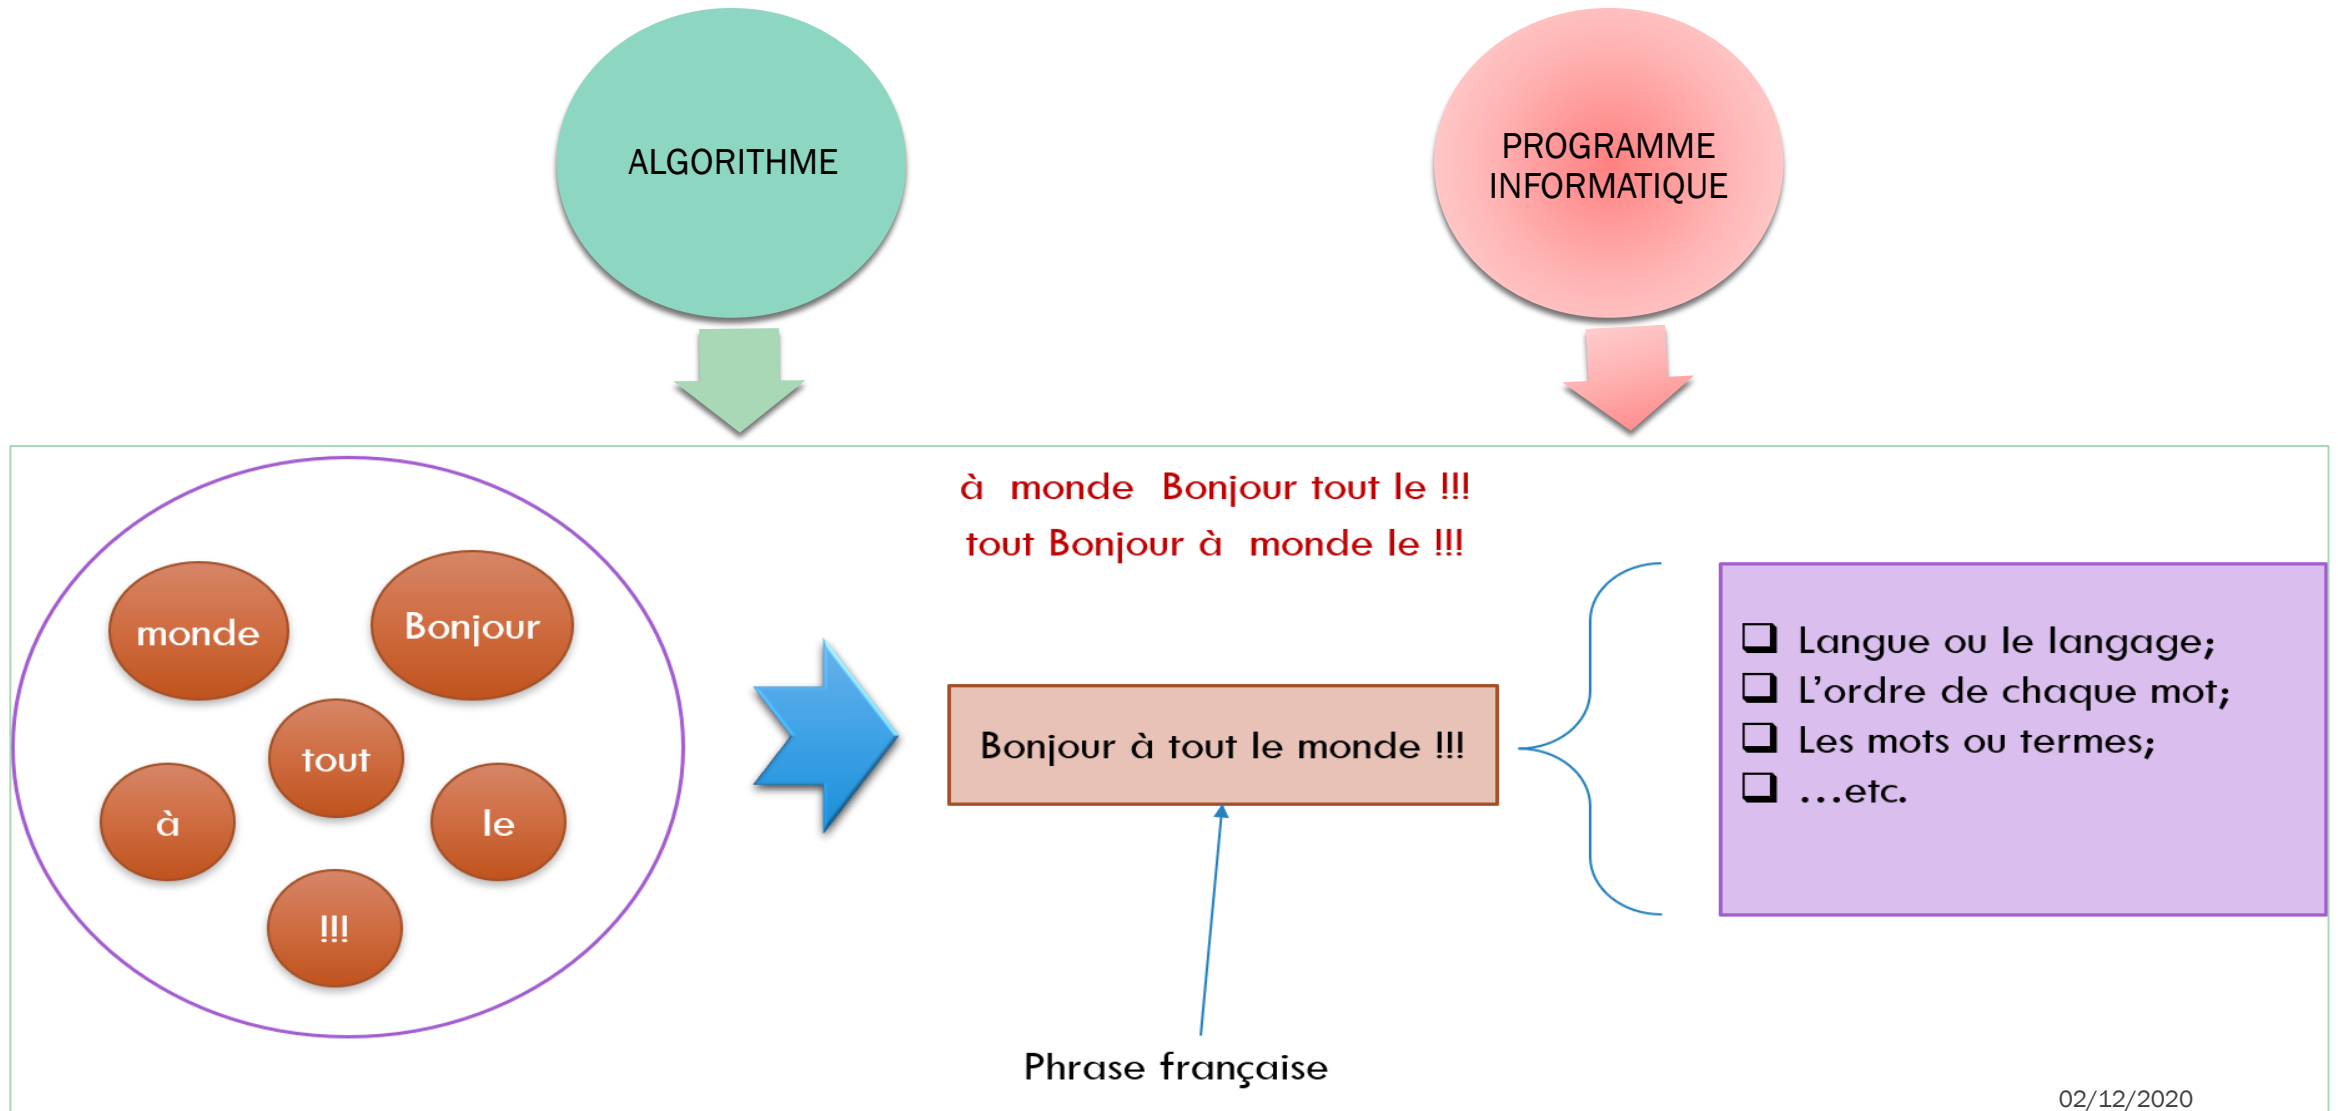 ALGORITHME
PROGRAMME
INFORMATIQUE
à monde Bonjour tout le !!!
tout Bonjour à monde le !!!
monde
Bonjour
tout
à
le
!!!
Bonjour à tout le monde !!!
Langue ou le langage;
L’ordre de chaque mot;
Les mots ou termes;
…etc.
Phrase française
02/12/2020